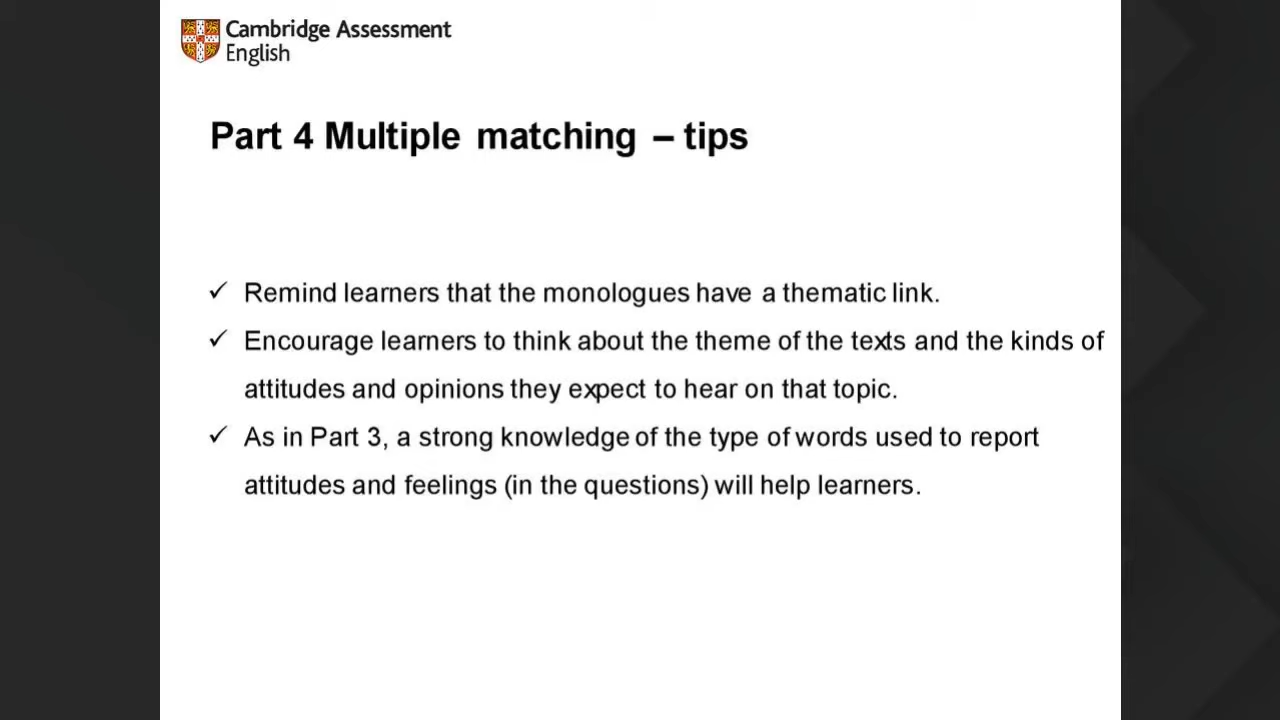 Cambridge Assessment
English
Part 4 Multiple matching – tips
✓ Remind learners that the monologues have a thematic link.
✓ Encourage learners to think about the theme of the texts and the kinds of
attitudes and opinions they expect to hear on that topic.
✓ As in Part 3, a strong knowledge of the type of words used to report
attitudes and feelings (in the questions) will help learners.